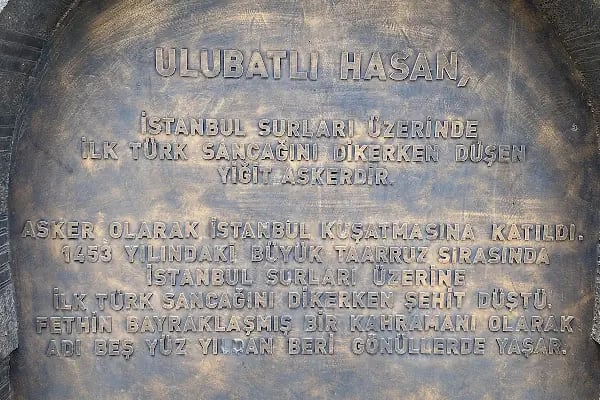 ULUBATLI HASAN,
İSTANBUL SURLARI ÜZERİNDE
İLK TÜRK SANCAĞINI DİKERKEN DÜŞEN
YİĞİT ASKERDİR.
ASKER OLARAK İSTANBUL KUŞATMASINA KATILDI.
1453 YILINDAKİ BÜYÜK TAARRUZ SIRASINDA
İSTANBUL SURLARI ÜZERİNE
İLK TÜRK SANCAĞINI DİKERKEN ŞEHİT DÜŞTÜ.
FETHİN BAYRAKLAŞMIŞ BİR KAHRAMANI OLARAK
ADI BEŞ YÜZ YILDAN BERİ GÖNÜLLERDE YAŞAR.